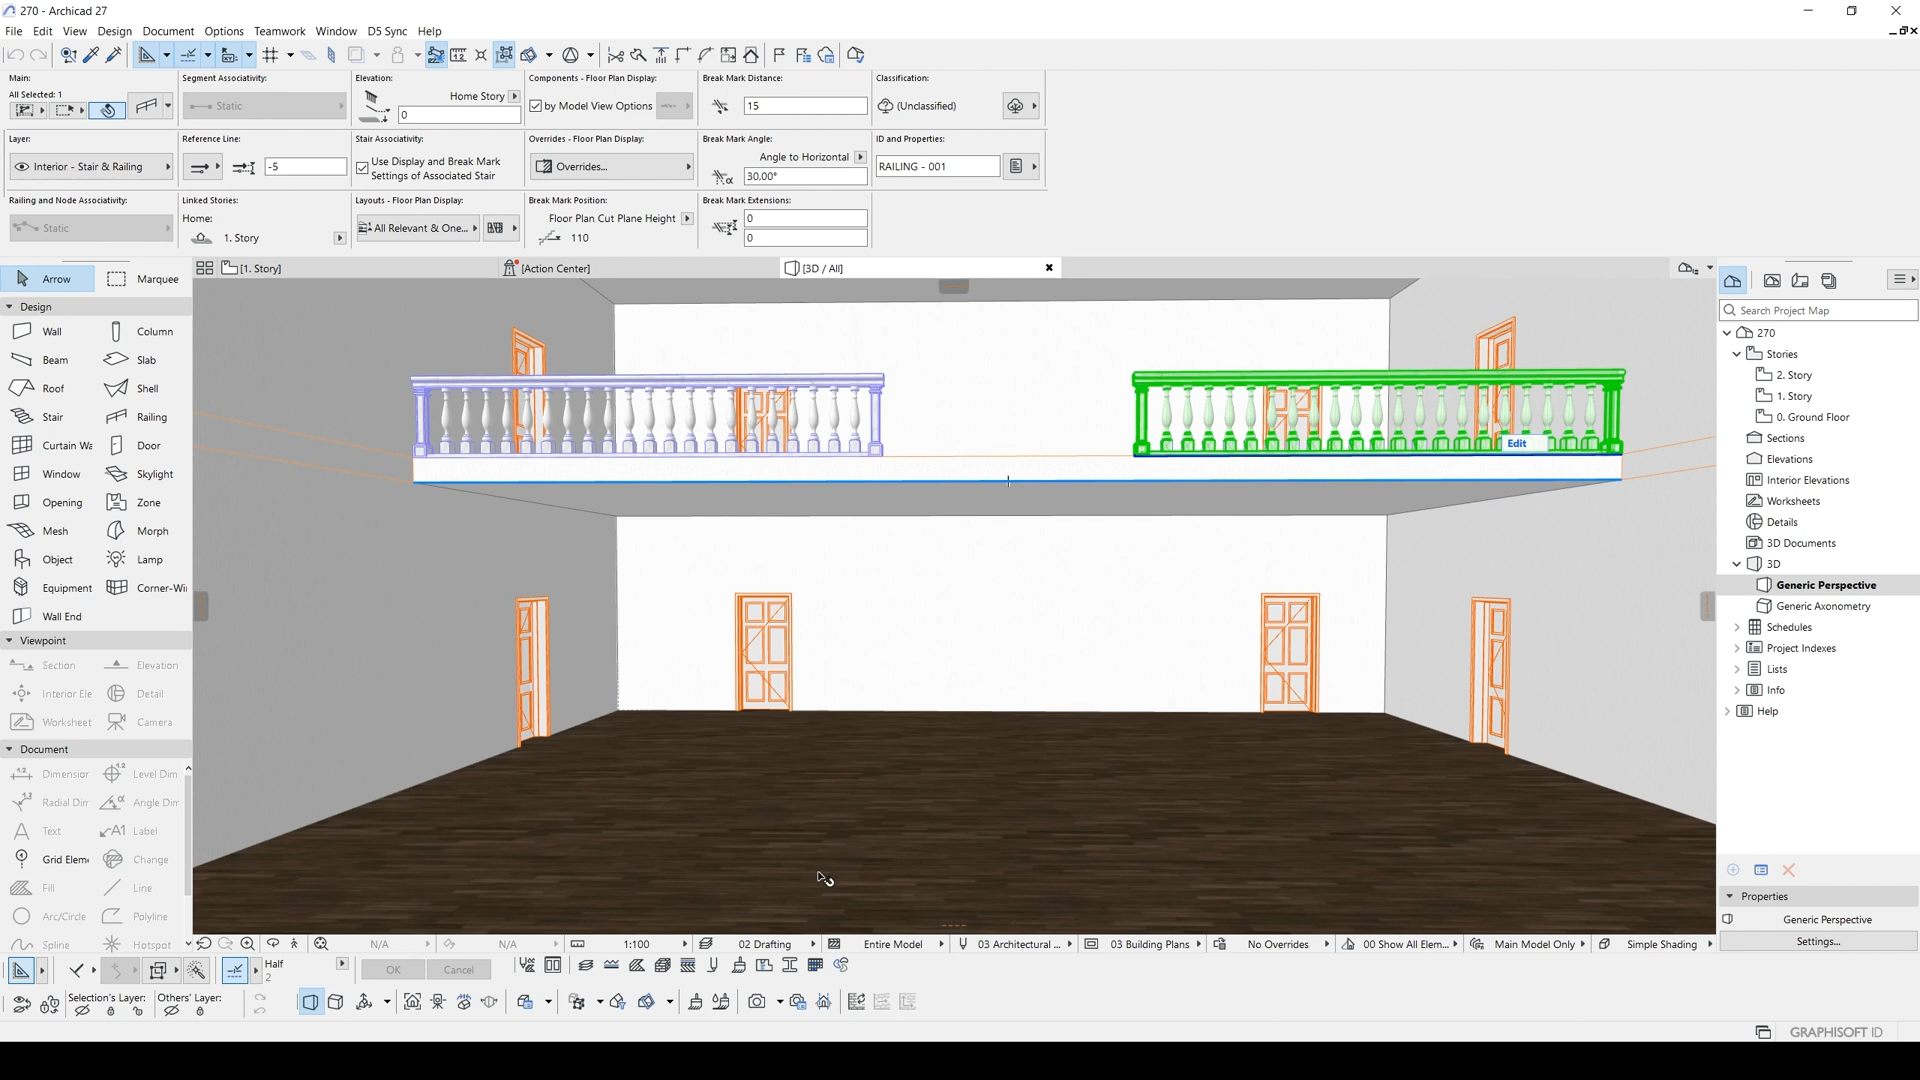 270 - Archicad 27
File Edit View Design Document Options Teamwork Window D5 Sync Help
Main: Segment Associativity: Elevation: Components - Floor Plan Display: Break Mark Distance: Classification:
All Selected: 1 Static Home Story 0 by Model View Options 15 (Unclassified)
Layer: Reference Line: Stair Associativity: Overrides - Floor Plan Display: Break Mark Angle: ID and Properties:
Interior - Stair & Railing -5 Use Display and Break Mark Settings of Associated Stair Overrides... Angle to Horizontal 30,00° RAILING - 001
Railing and Node Associativity: Linked Stories: Layouts - Floor Plan Display: Break Mark Position: Break Mark Extensions:
Static Home: 1. Story All Relevant & One... Floor Plan Cut Plane Height 110 0
0
Arrow Marquee [1. Story] [Action Center] [3D / All]
Design
Wall Column
Beam Slab
Roof Shell
Stair Railing
Curtain Wa Door
Window Skylight
Opening Zone
Mesh Morph
Object Lamp
Equipment Corner-Wi
Wall End
Viewpoint
Section Elevation
Interior Ele Detail
Worksheet Camera
Document
Dimension Level Dim
Radial Dim Angle Dim
Text Label
Grid Elem Change
Fill Line
Arc/Circle Polyline
Spline Hotspot
Edit
Search Project Map
270
Stories
2. Story
1. Story
0. Ground Floor
Sections
Elevations
Interior Elevations
Worksheets
Details
3D Documents
3D
Generic Perspective
Generic Axonometry
Schedules
Project Indexes
Lists
Info
Help
Properties
Generic Perspective
Settings...
N/A N/A 1:100 02 Drafting Entire Model 03 Architectural ... 03 Building Plans No Overrides 00 Show All Elem... Main Model Only Simple Shading
Half
2
OK Cancel
Selection's Layer: Others' Layer:
GRAPHISOFT ID